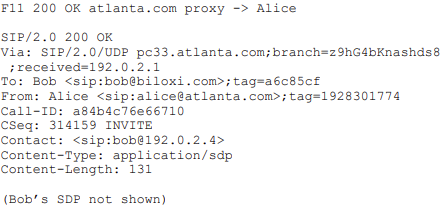 F11 200 OK atlanta.com proxy -> Alice
SIP/2.0 200 OK
Via: SIP/2.0/UDP pc33.atlanta.com;branch=z9hG4bKnashds8
;received=192.0.2.1
To: Bob <sip:bob@biloxi.com>;tag=a6c85cf
From: Alice <sip:alice@atlanta.com>;tag=1928301774
Call-ID: a84b4c76e66710
CSeq: 314159 INVITE
Contact: <sip:bob@192.0.2.4>
Content-Type: application/sdp
Content-Length: 131
(Bob’s SDP not shown)